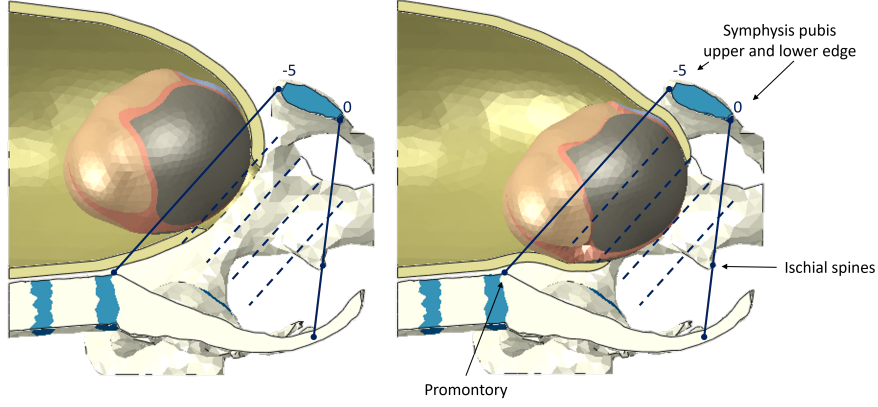 Symphysis pubis
upper and lower edge
-5
0
-5
0
Ischial spines
Promontory